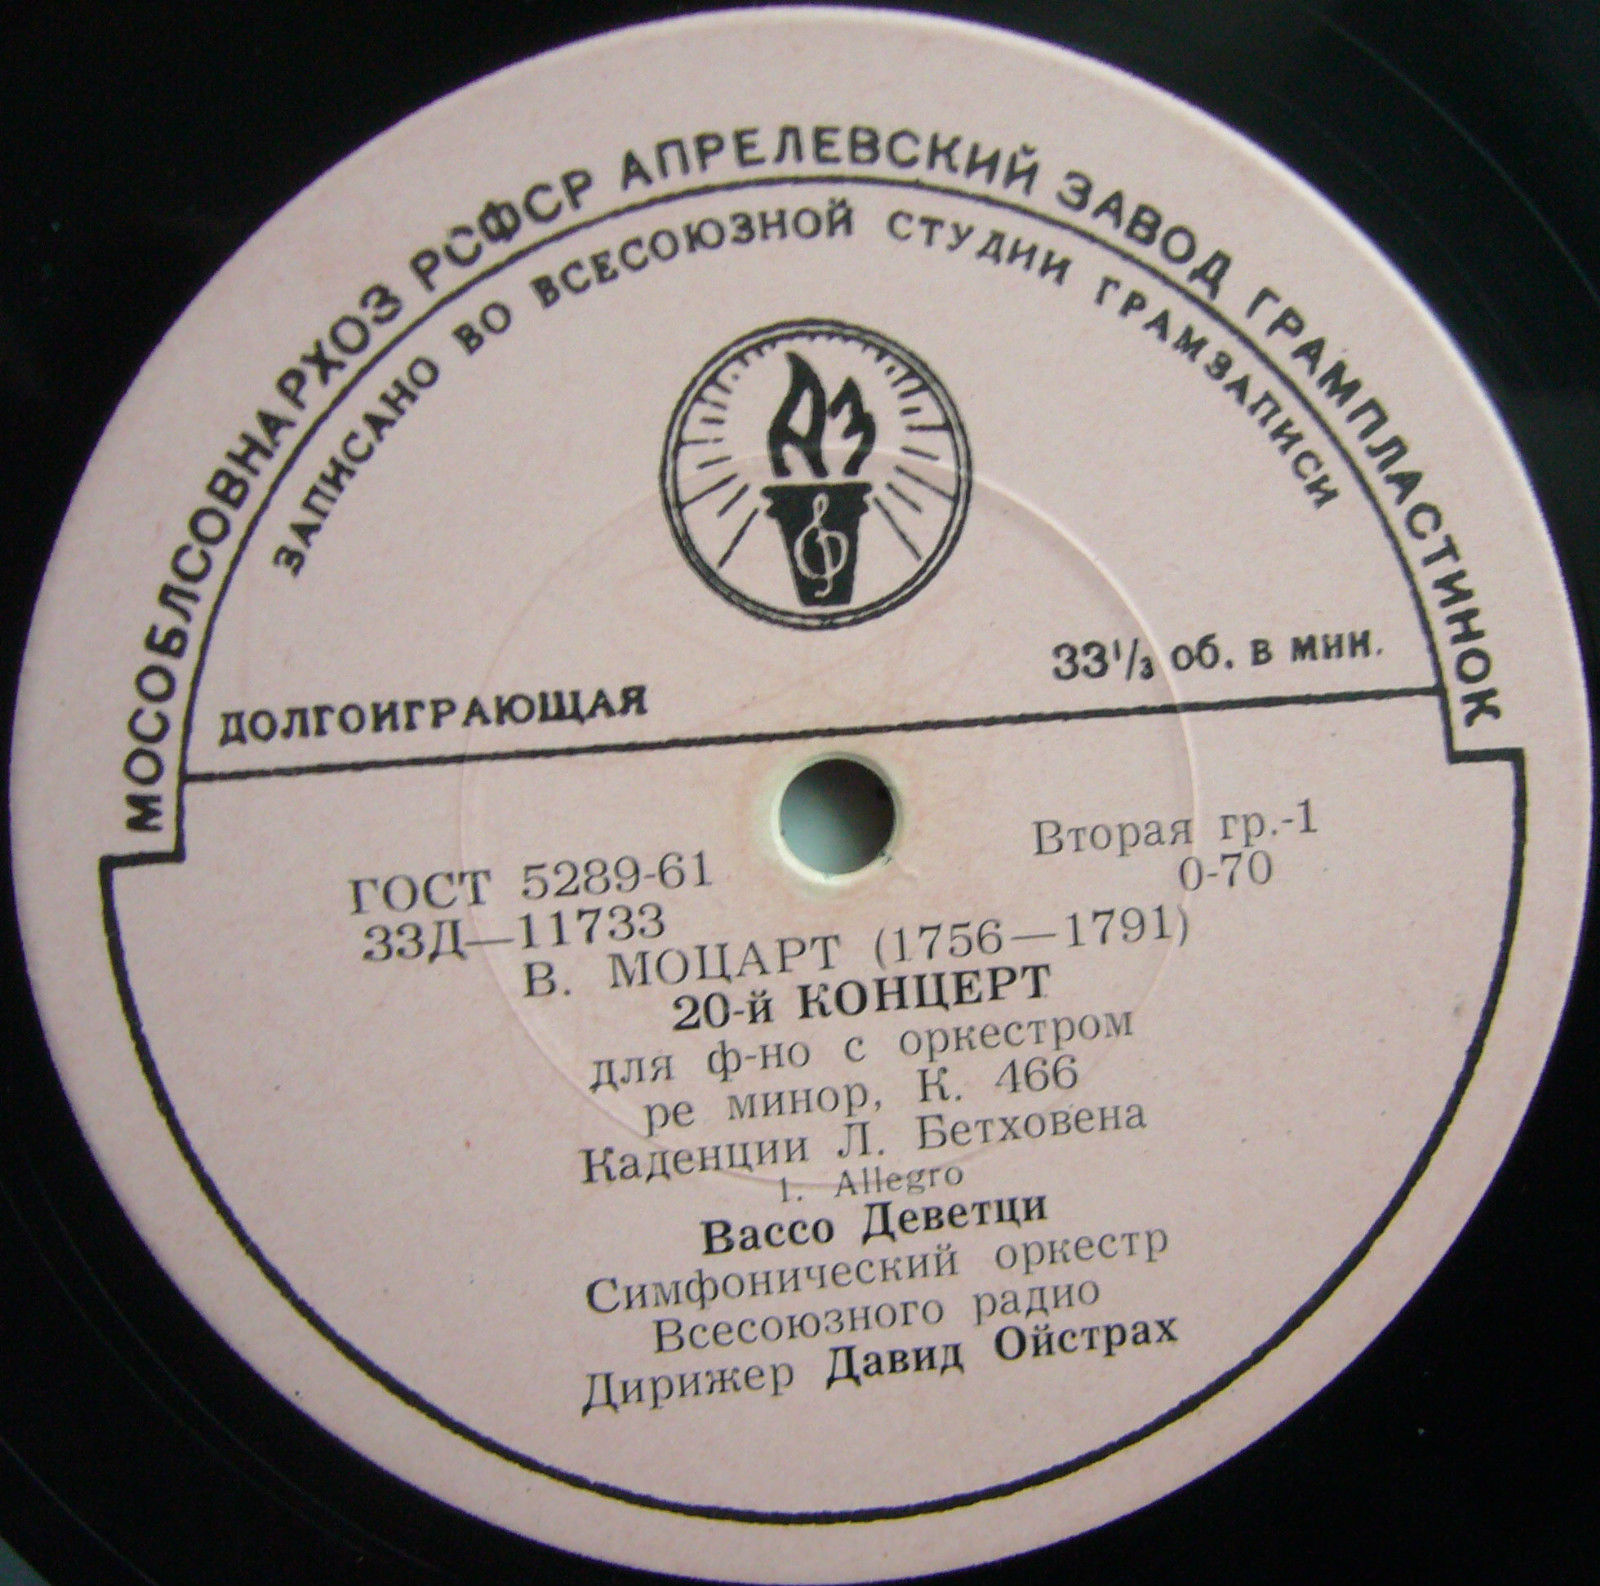 МОСОБЛСОВНАРХОЗ РСФСР АПРЕЛЕВСКИЙ ЗАВОД ГРАМПЛАСТИНОК
ЗАПИСАНО ВО ВСЕСОЮЗНОЙ СТУДИИ ГРАМЗАПИСИ
АЗ
ДОЛГОИГРАЮЩАЯ
33⅓ об. в мин.
ГОСТ 5289-61
Вторая гр.-1
33Д—11733
0-70
В. МОЦАРТ (1756—1791)
20-й КОНЦЕРТ
для ф-но с оркестром
ре минор, К. 466
Каденции Л. Бетховена
1. Allegro
Вассо Деветци
Симфонический оркестр
Всесоюзного радио
Дирижер Давид Ойстрах